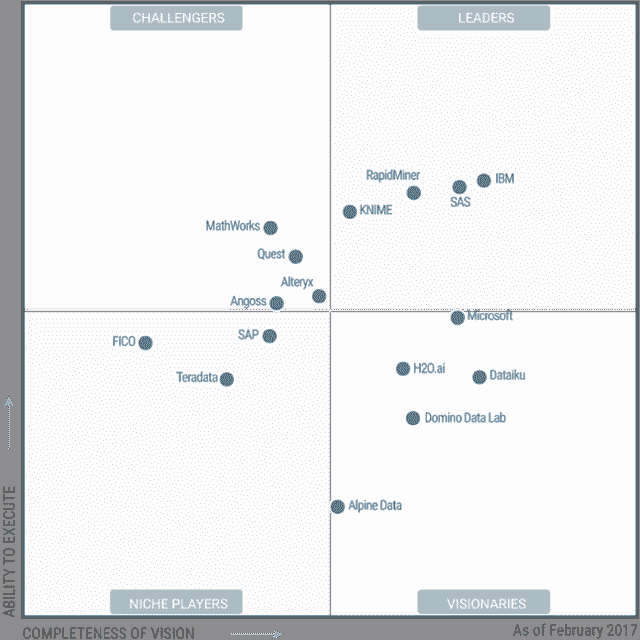 CHALLENGERS
LEADERS
RapidMiner
IBM
SAS
KNIME
MathWorks
Quest
Alteryx
Angoss
Microsoft
SAP
FICO
H2O.ai
Teradata
Dataiku
Domino Data Lab
Alpine Data
NICHE PLAYERS
VISIONARIES
ABILITY TO EXECUTE
COMPLETENESS OF VISION
As of February 2017